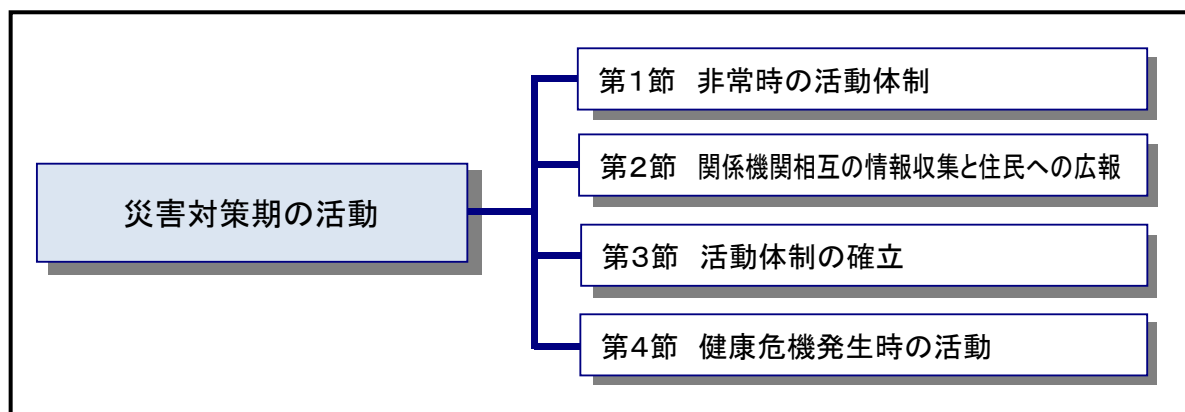 災害対策期の活動
第1節 非常時の活動体制
第2節 関係機関相互の情報収集と住民への広報
第3節 活動体制の確立
第4節 健康危機発生時の活動